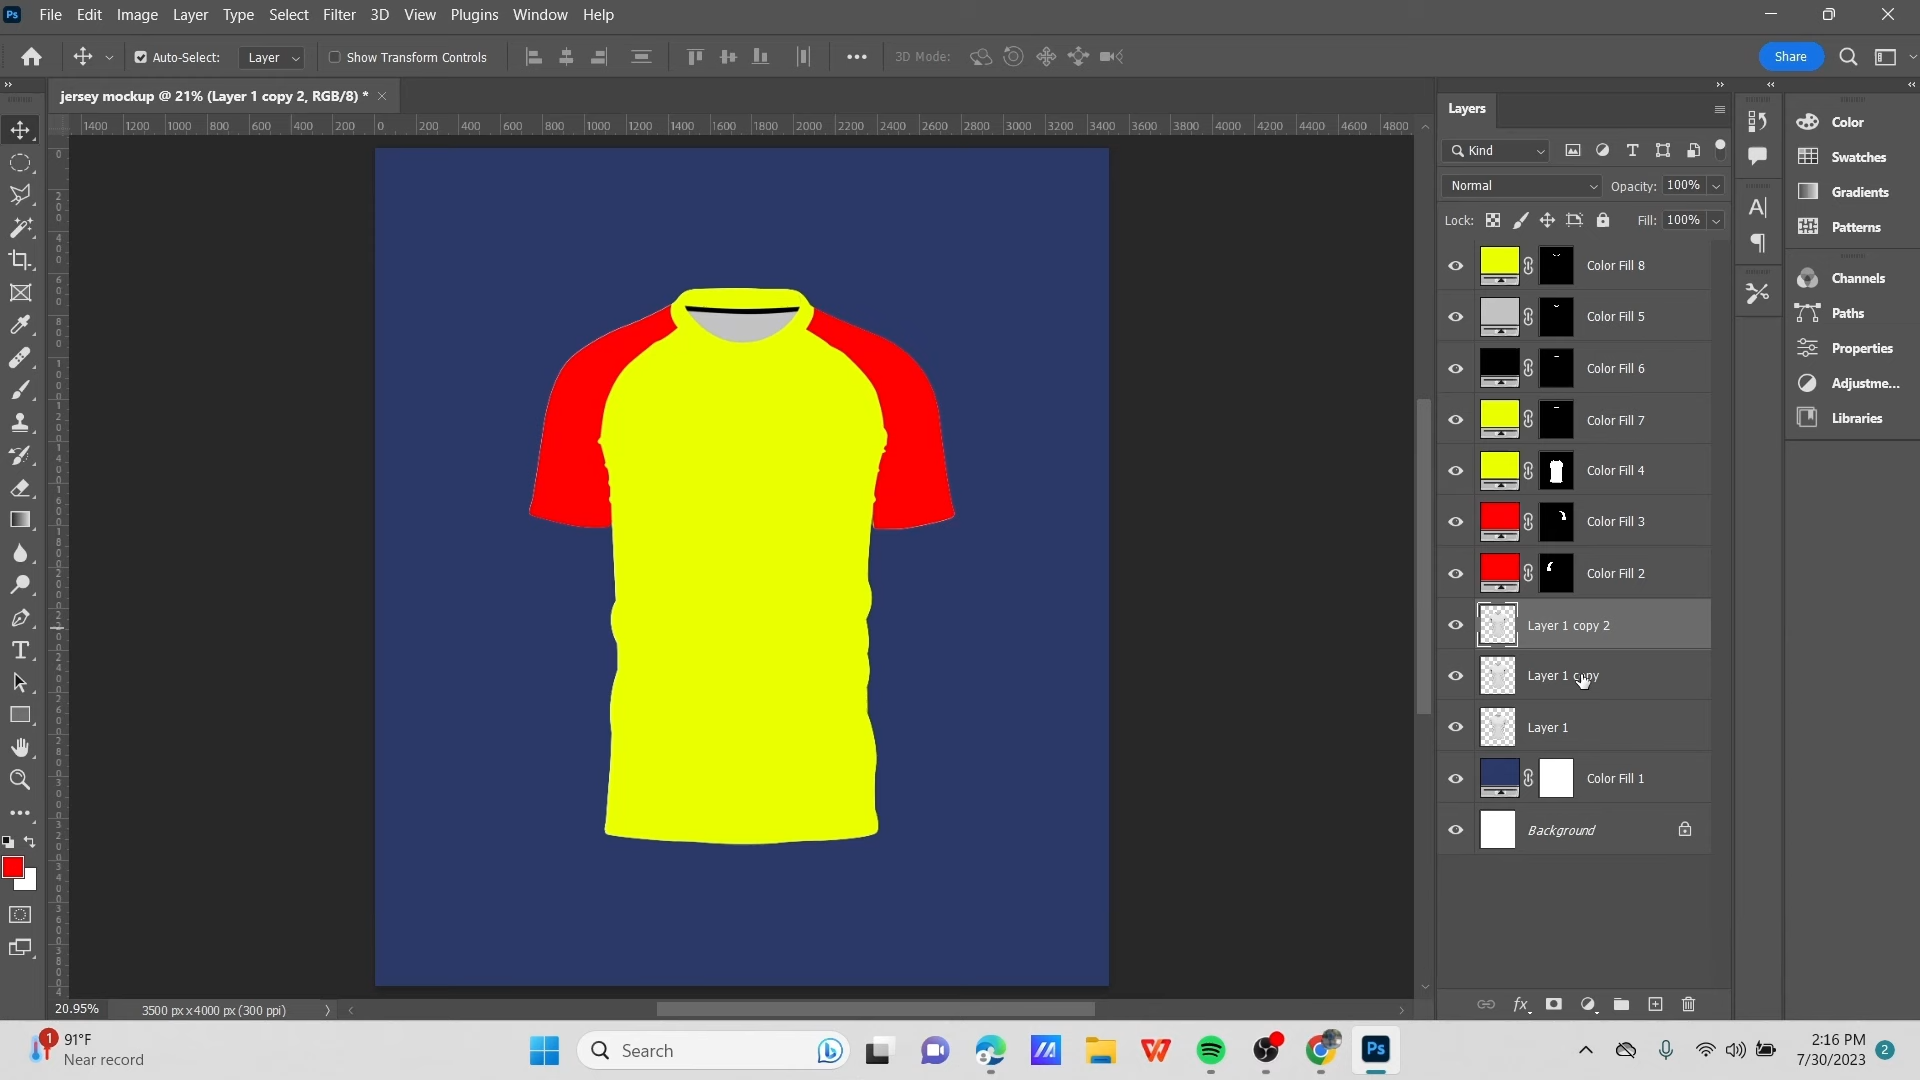 Ps File Edit Image Layer Type Select Filter 3D View Plugins Window Help
Auto-Select: Layer Show Transform Controls 3D Mode: Share
jersey mockup @ 21% (Layer 1 copy 2, RGB/8) *
1400 1200 1000 800 600 400 200 0 200 400 600 800 1000 1200 1400 1600 1800 2000 2200 2400 2600 2800 3000 3200 3400 3600 3800 4000 4200 4400 4600 4800
Layers
Kind
Normal Opacity: 100%
Lock: Fill: 100%
Color Fill 8
Color Fill 5
Color Fill 6
Color Fill 7
Color Fill 4
Color Fill 3
Color Fill 2
Layer 1 copy 2
Layer 1 copy
Layer 1
Color Fill 1
Background
Color
Swatches
Gradients
Patterns
Channels
Paths
Properties
Adjustme...
Libraries
20.95% 3500 px x 4000 px (300 ppi)
1
91°F
Near record
Search
Ps
2:16 PM
7/30/2023
2